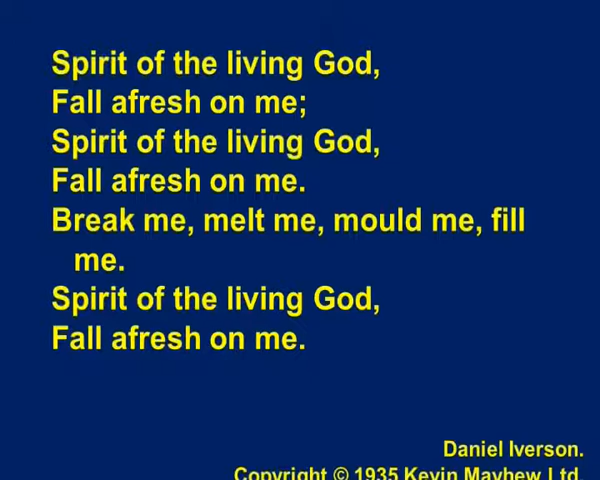 Spirit of the living God,
Fall afresh on me;
Spirit of the living God,
Fall afresh on me.
Break me, melt me, mould me, fill
me.
Spirit of the living God,
Fall afresh on me.
Daniel Iverson.
Copyright © 1935 Kevin Mayhew Ltd.